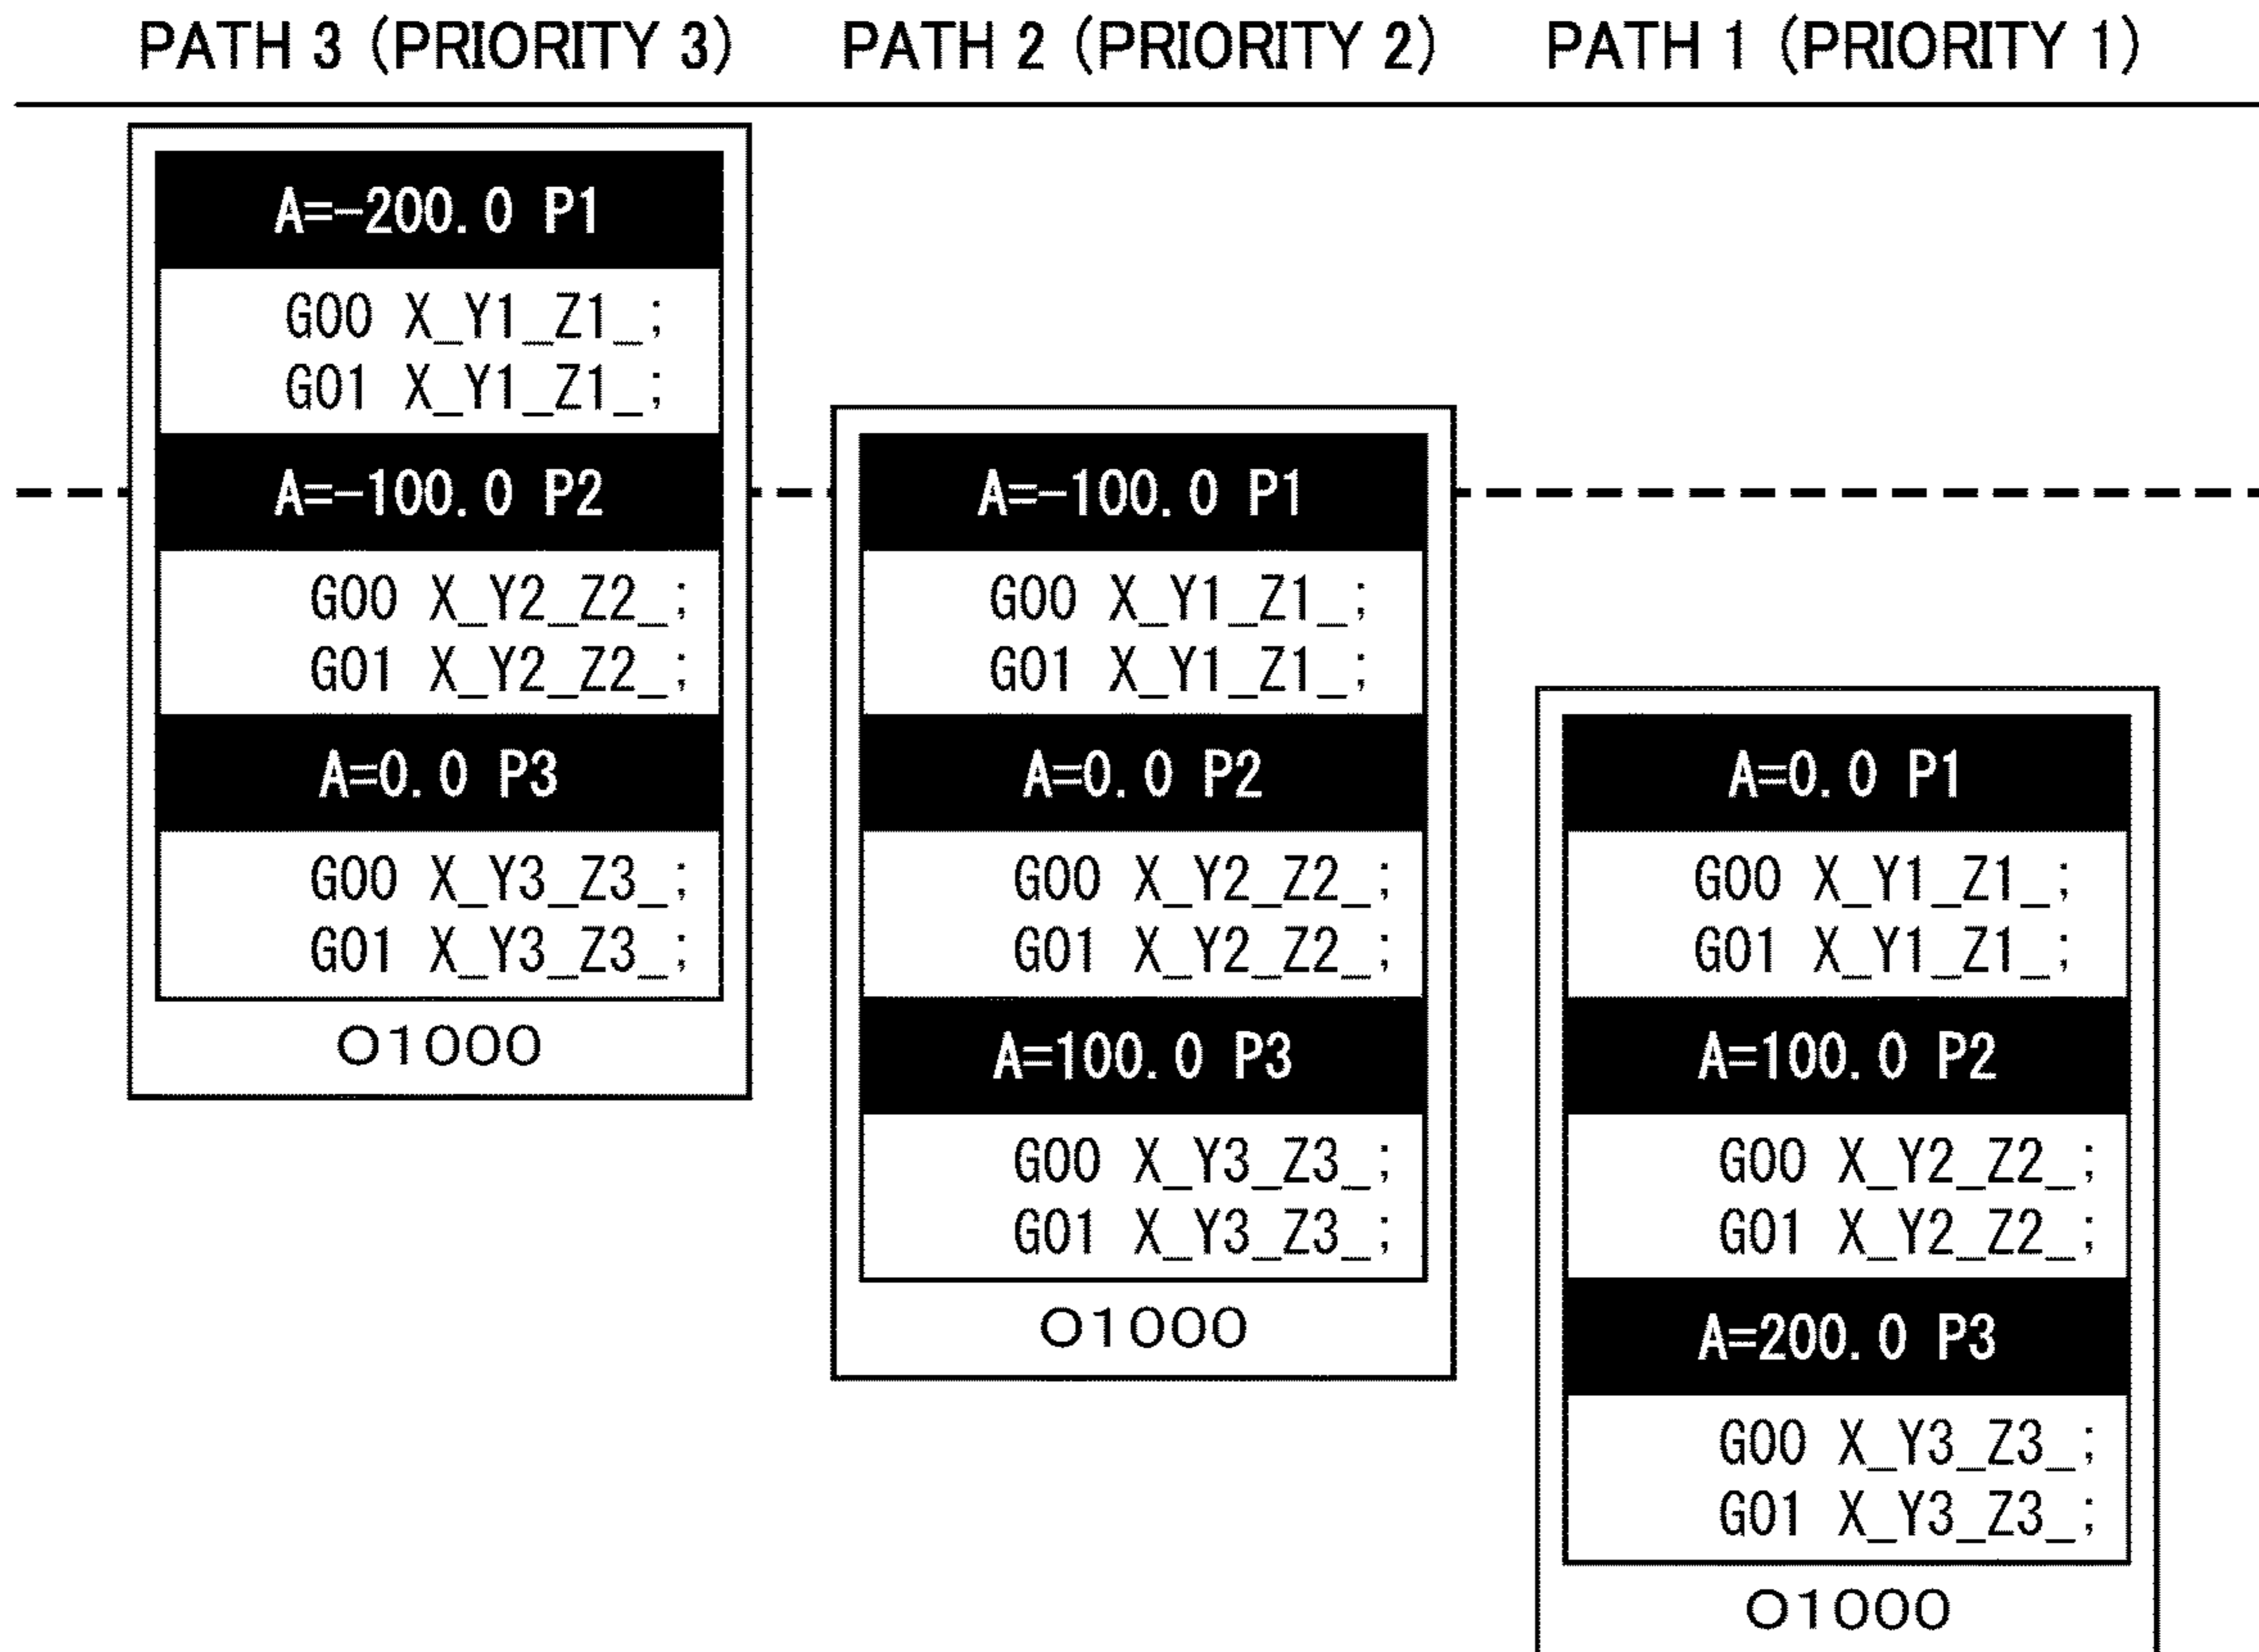 PATH 3 (PRIORITY 3)
PATH 2 (PRIORITY 2)
PATH 1 (PRIORITY 1)
A=-200.0 P1
G00 X_Y1_Z1_;
G01 X_Y1_Z1_;
A=-100.0 P2
G00 X_Y2_Z2_;
G01 X_Y2_Z2_;
A=0.0 P3
G00 X_Y3_Z3_;
G01 X_Y3_Z3_;
O1000
A=-100.0 P1
G00 X_Y1_Z1_;
G01 X_Y1_Z1_;
A=0.0 P2
G00 X_Y2_Z2_;
G01 X_Y2_Z2_;
A=100.0 P3
G00 X_Y3_Z3_;
G01 X_Y3_Z3_;
O1000
A=0.0 P1
G00 X_Y1_Z1_;
G01 X_Y1_Z1_;
A=100.0 P2
G00 X_Y2_Z2_;
G01 X_Y2_Z2_;
A=200.0 P3
G00 X_Y3_Z3_;
G01 X_Y3_Z3_;
O1000